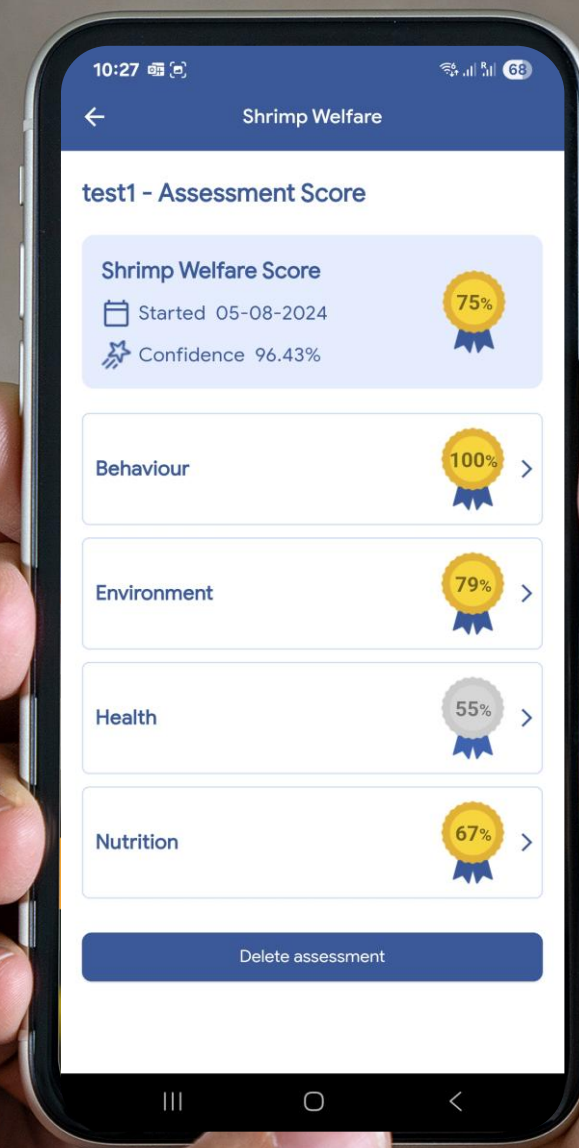 10:27
68
Shrimp Welfare
test1 - Assessment Score
Shrimp Welfare Score
Started 05-08-2024
Confidence 96.43%
75%
Behaviour
100%
Environment
79%
Health
55%
Nutrition
67%
Delete assessment